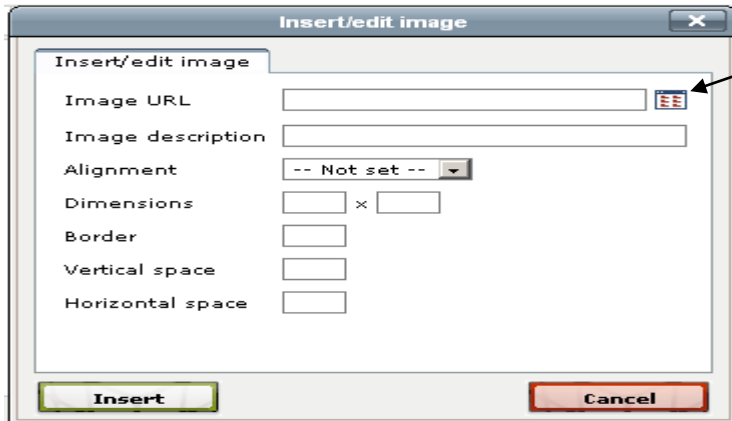 Insert/edit image
Insert/edit image
Image URL
Image description
Alignment -- Not set --
Dimensions x
Border
Vertical space
Horizontal space
Insert Cancel